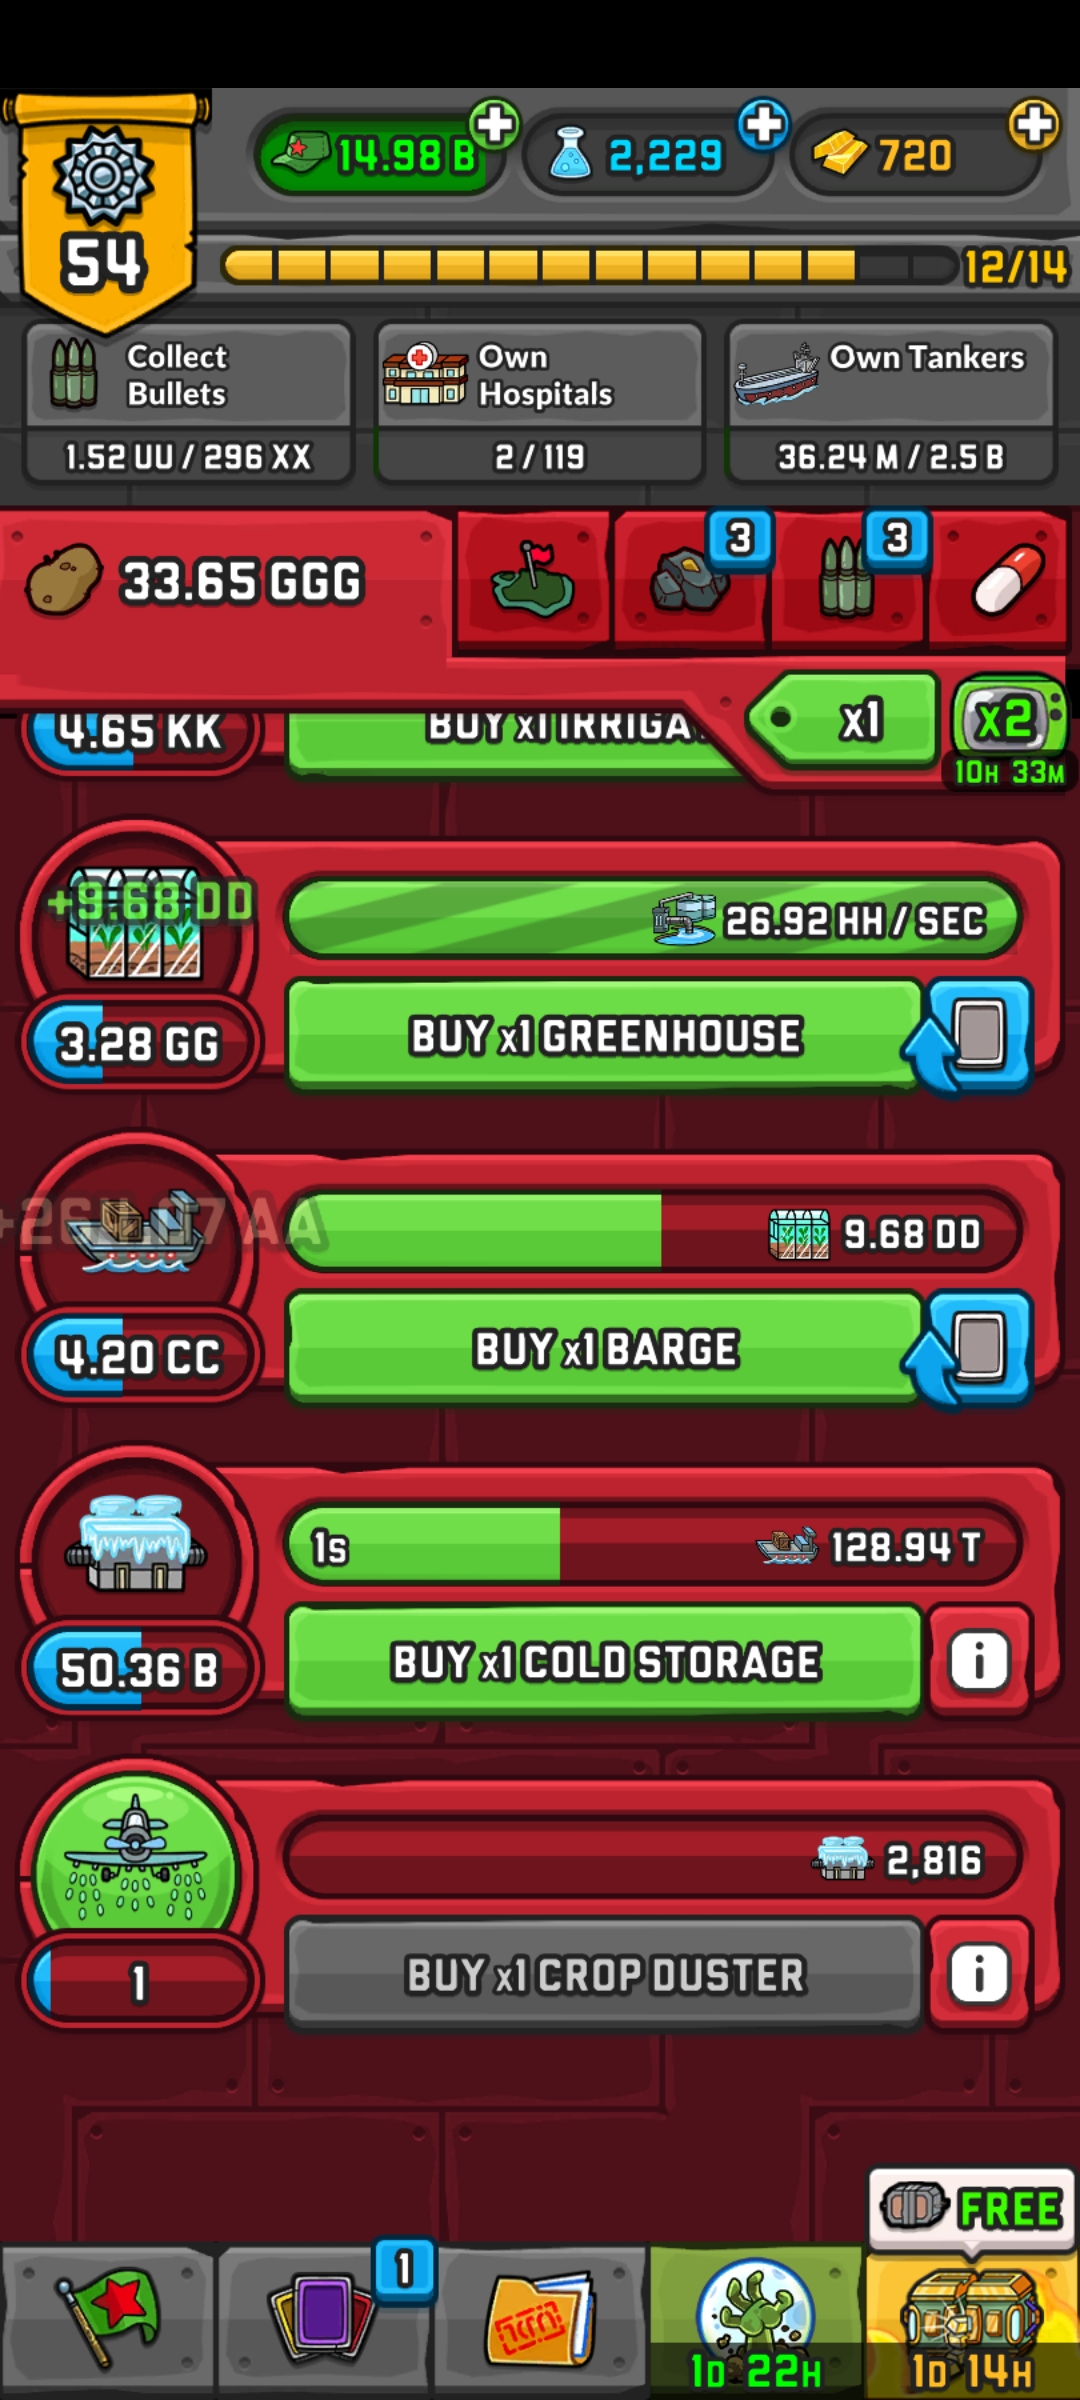 14.98 B
2,229
720
54
12/14
Collect
Bullets
1.52 UU / 296 XX
Own
Hospitals
2 / 119
Own Tankers
36.24 M / 2.5 B
33.65 GGG
3
3
x1
x2
10H 33M
4.65 KK
BUY x1 IRRIGA
+9.68 DD
26.92 HH / SEC
3.28 GG
BUY x1 GREENHOUSE
9.68 DD
4.20 CC
BUY x1 BARGE
1s
128.94 T
50.36 B
BUY x1 COLD STORAGE
i
2,816
1
BUY x1 CROP DUSTER
i
FREE
1
1D 22H
1D 14H